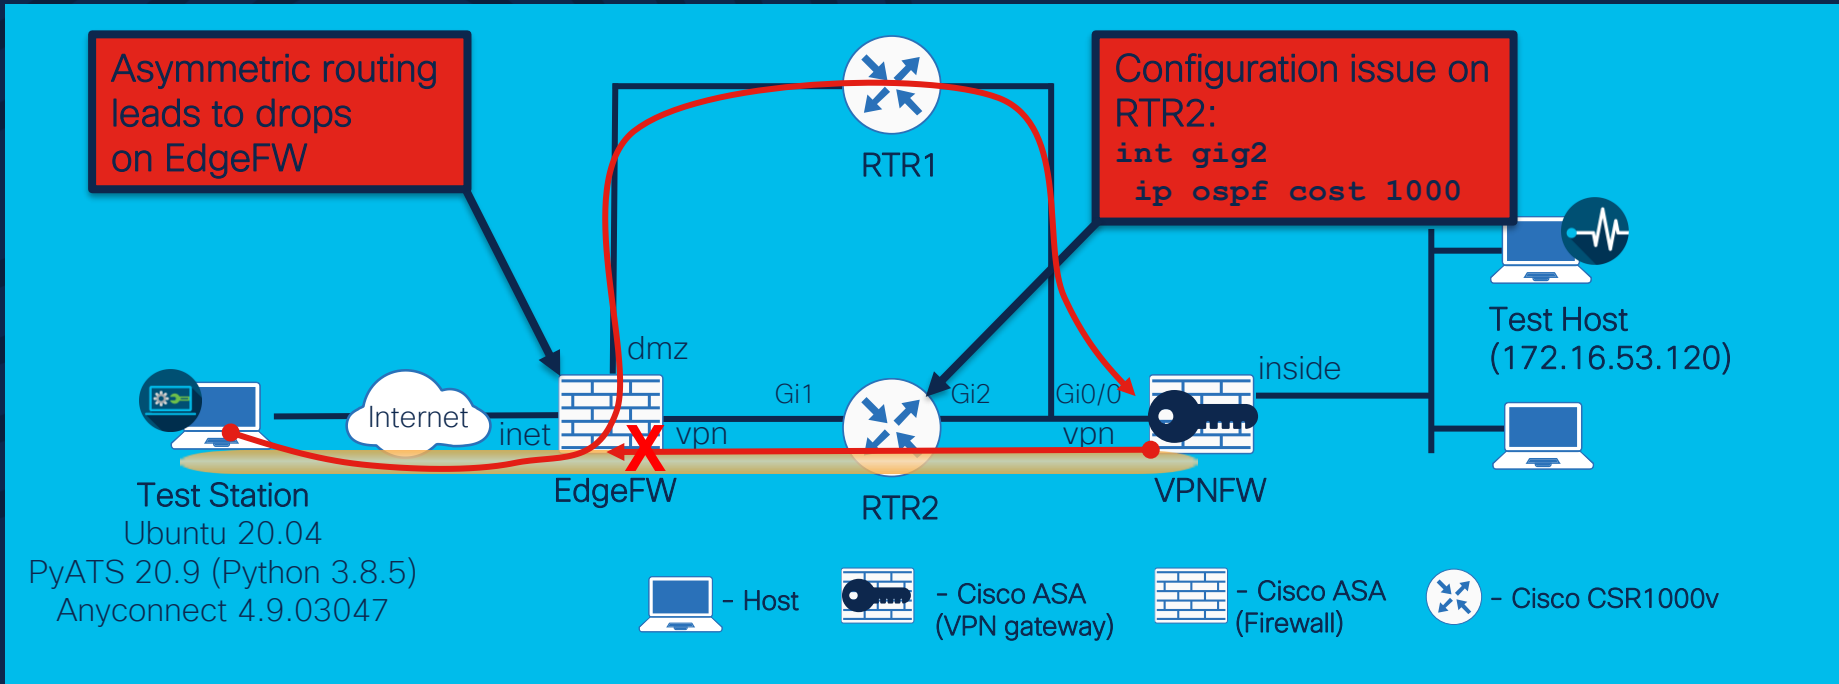 Asymmetric routing
leads to drops
on EdgeFW
Configuration issue on
RTR2:
int gig2
ip ospf cost 1000
RTR1
Test Host
(172.16.53.120)
dmz
inside
Gi1
Gi2
Gi0/0
Internet
inet
vpn
vpn
X
Test Station
Ubuntu 20.04
PyATS 20.9 (Python 3.8.5)
Anyconnect 4.9.03047
EdgeFW
RTR2
VPNFW
- Host
- Cisco ASA
(VPN gateway)
- Cisco ASA
(Firewall)
- Cisco CSR1000v